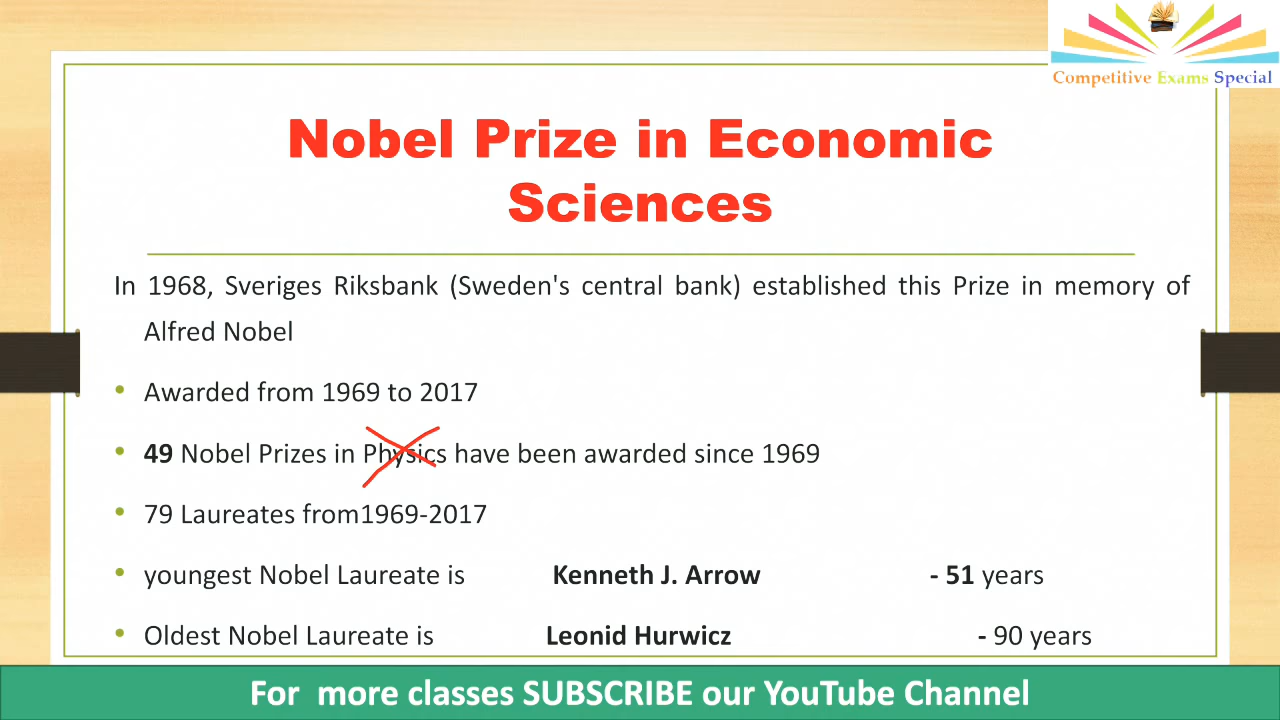 Competitive Exams Special
Nobel Prize in Economic
Sciences
In 1968, Sveriges Riksbank (Sweden's central bank) established this Prize in memory of
Alfred Nobel
• Awarded from 1969 to 2017
• 49 Nobel Prizes in Physics have been awarded since 1969
• 79 Laureates from1969-2017
• youngest Nobel Laureate is Kenneth J. Arrow - 51 years
• Oldest Nobel Laureate is Leonid Hurwicz - 90 years
For more classes SUBSCRIBE our YouTube Channel